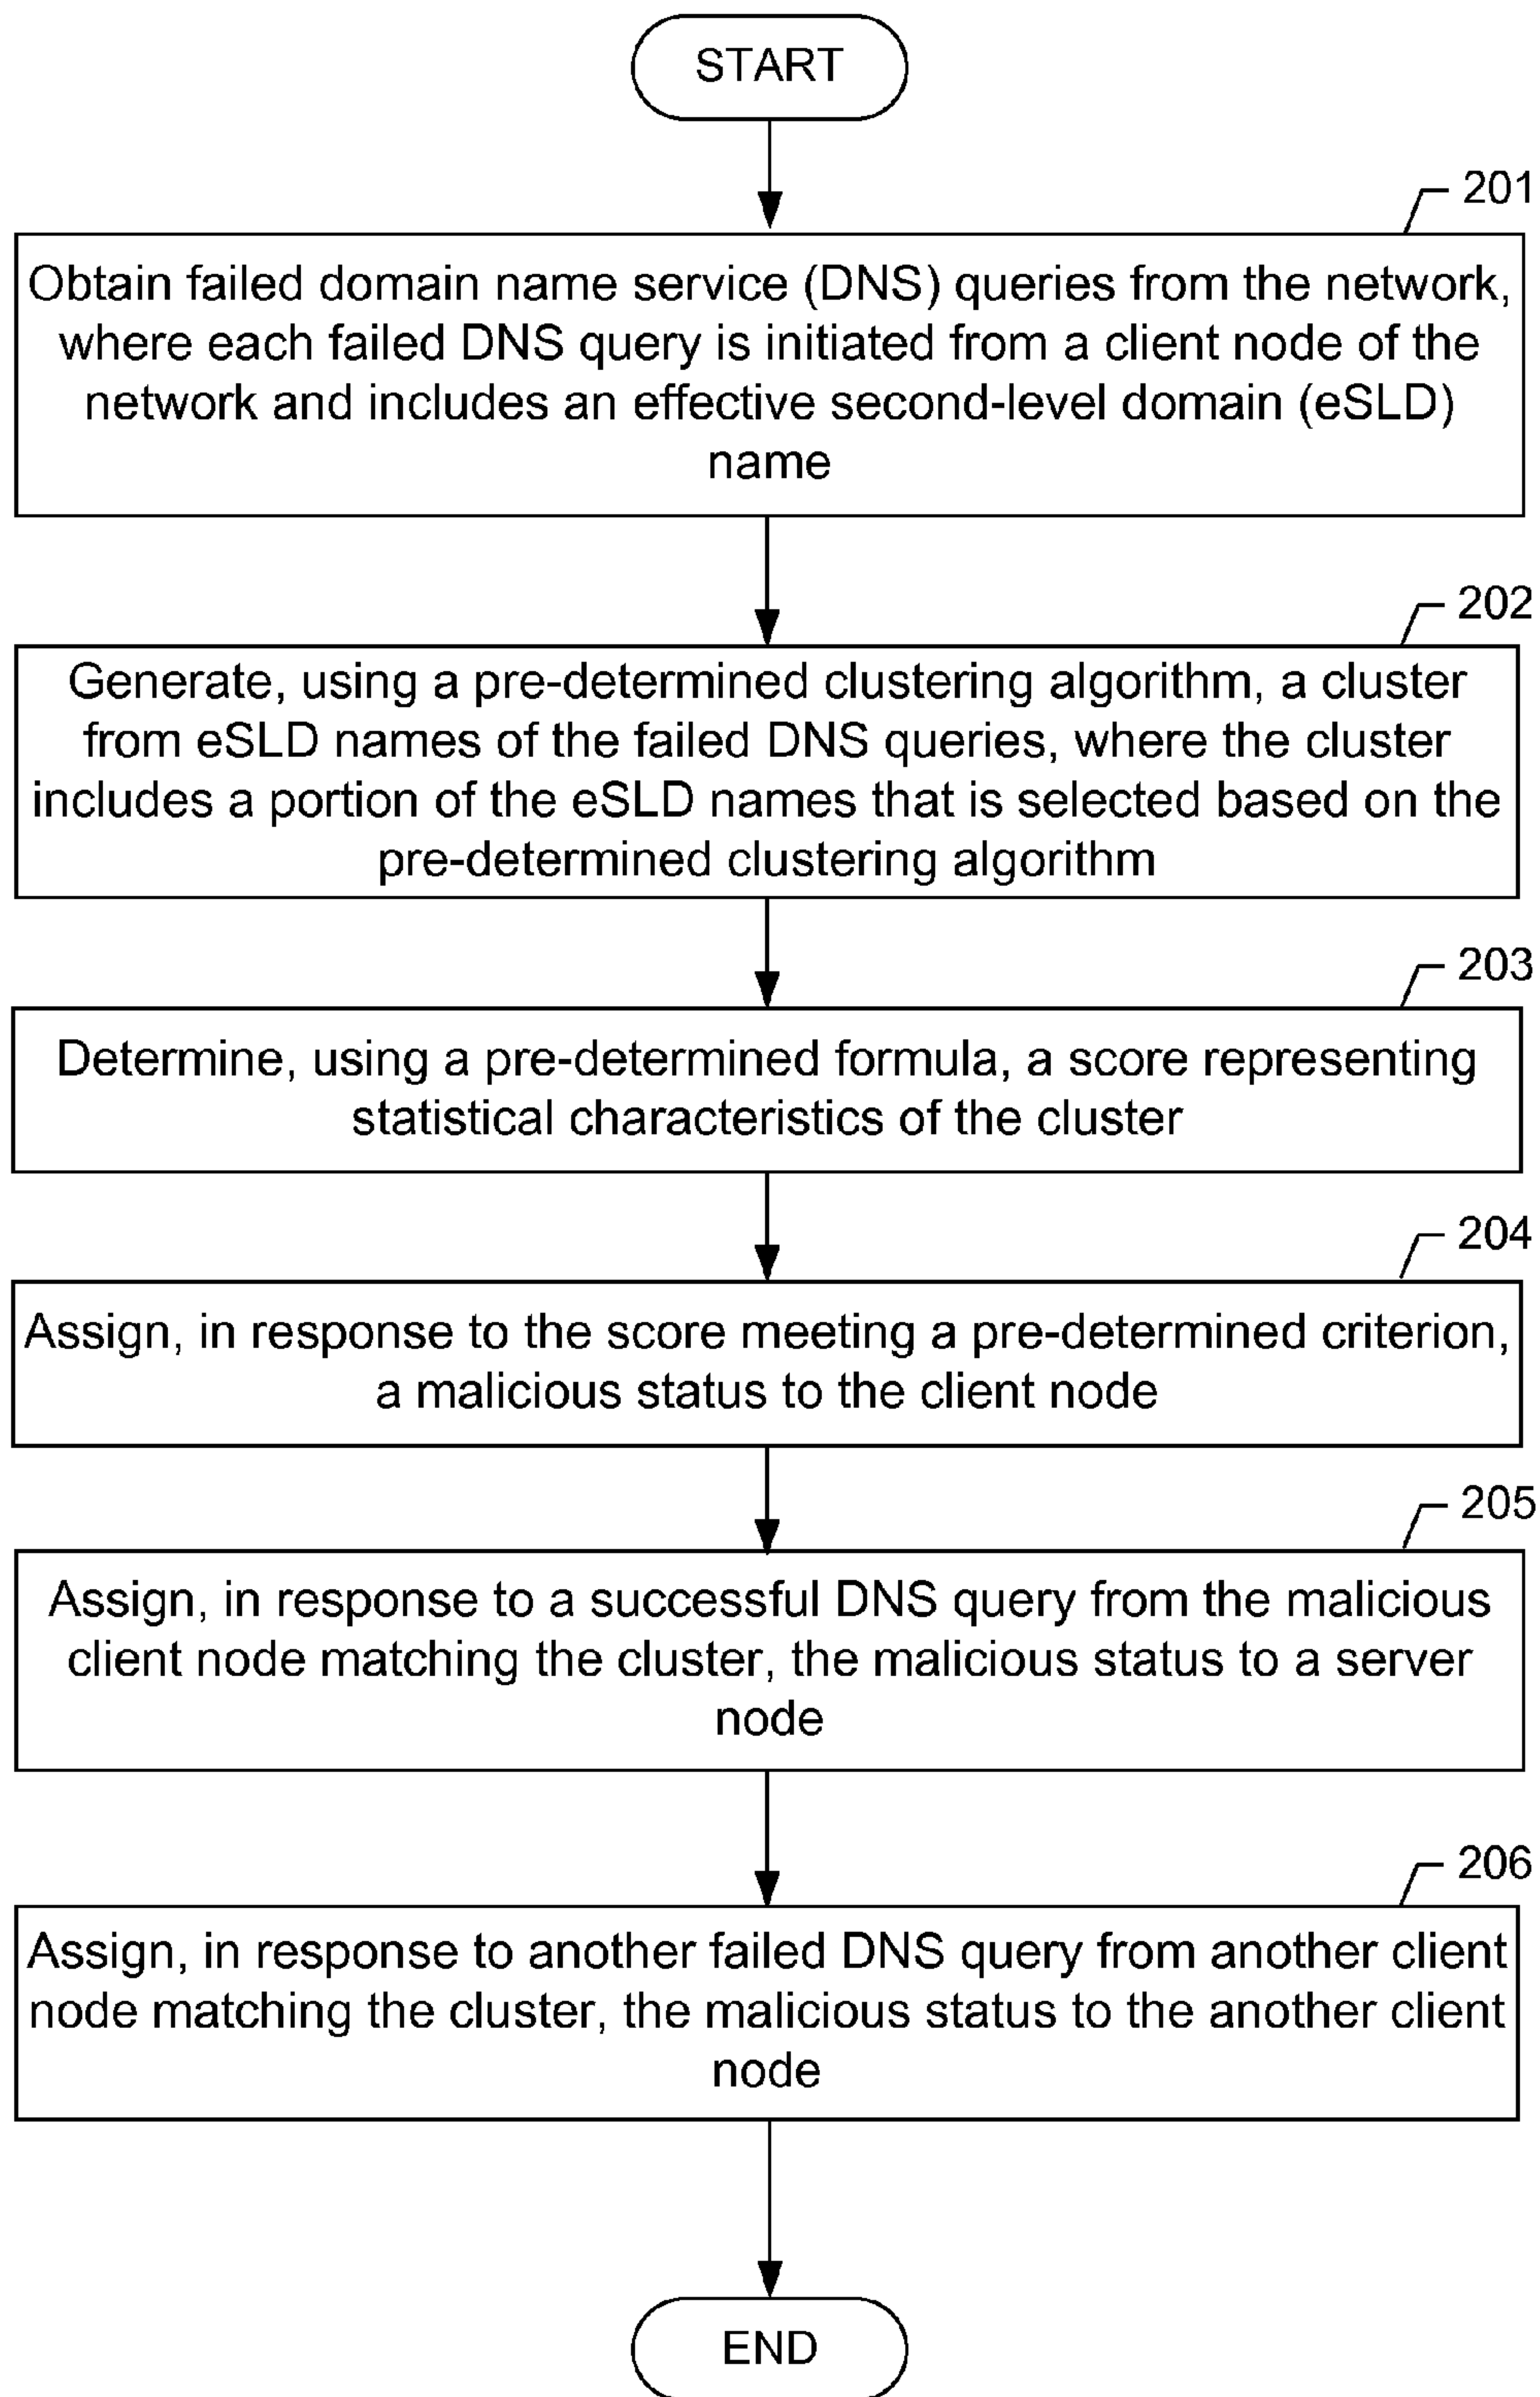 START
201
Obtain failed domain name service (DNS) queries from the network,
where each failed DNS query is initiated from a client node of the
network and includes an effective second-level domain (eSLD)
name
202
Generate, using a pre-determined clustering algorithm, a cluster
from eSLD names of the failed DNS queries, where the cluster
includes a portion of the eSLD names that is selected based on the
pre-determined clustering algorithm
203
Determine, using a pre-determined formula, a score representing
statistical characteristics of the cluster
204
Assign, in response to the score meeting a pre-determined criterion,
a malicious status to the client node
205
Assign, in response to a successful DNS query from the malicious
client node matching the cluster, the malicious status to a server
node
206
Assign, in response to another failed DNS query from another client
node matching the cluster, the malicious status to the another client
node
END